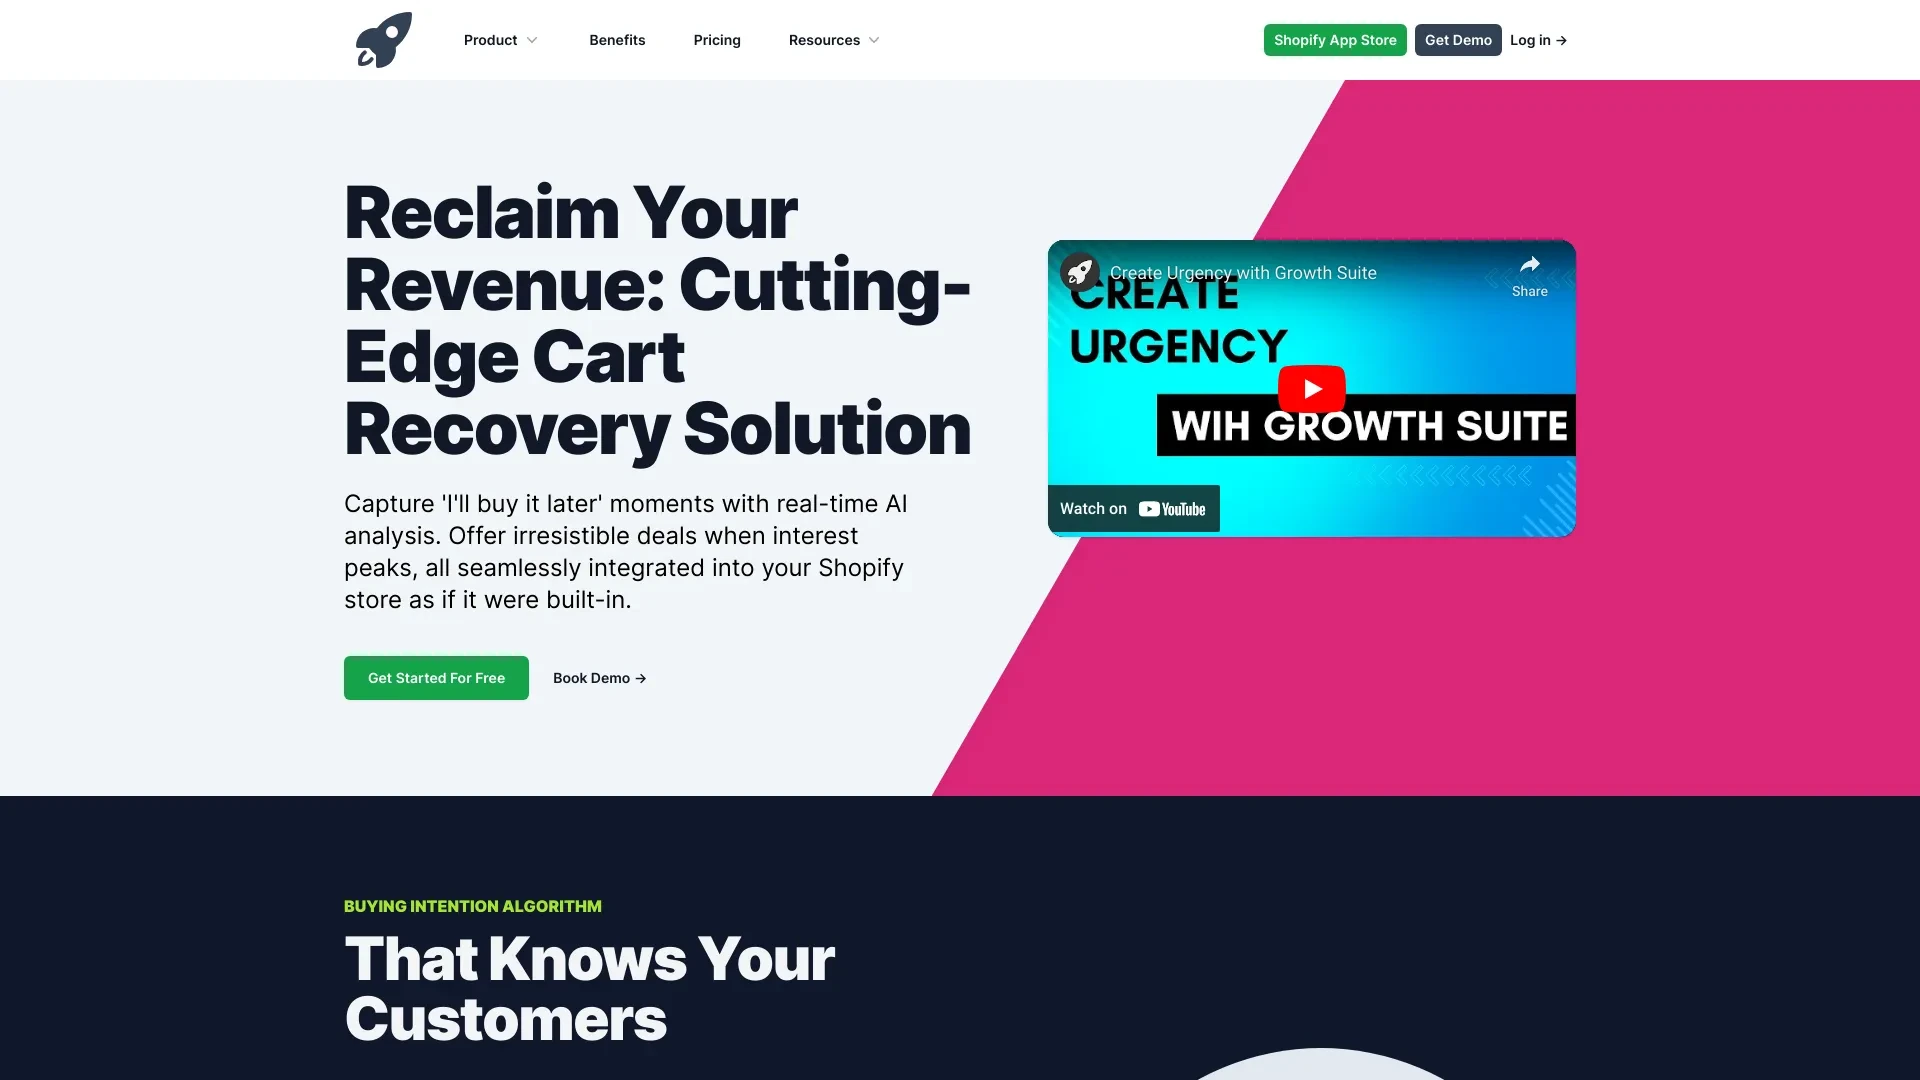 Product
Benefits
Pricing
Resources
Shopify App Store
Get Demo
Log in →
Reclaim Your
Revenue: Cutting-
Edge Cart
Recovery Solution
Capture 'I'll buy it later' moments with real-time AI
analysis. Offer irresistible deals when interest
peaks, all seamlessly integrated into your Shopify
store as if it were built-in.
Get Started For Free
Book Demo →
Create Urgency with Growth Suite
Share
CREATE
URGENCY
WIH GROWTH SUITE
Watch on YouTube
BUYING INTENTION ALGORITHM
That Knows Your
Customers